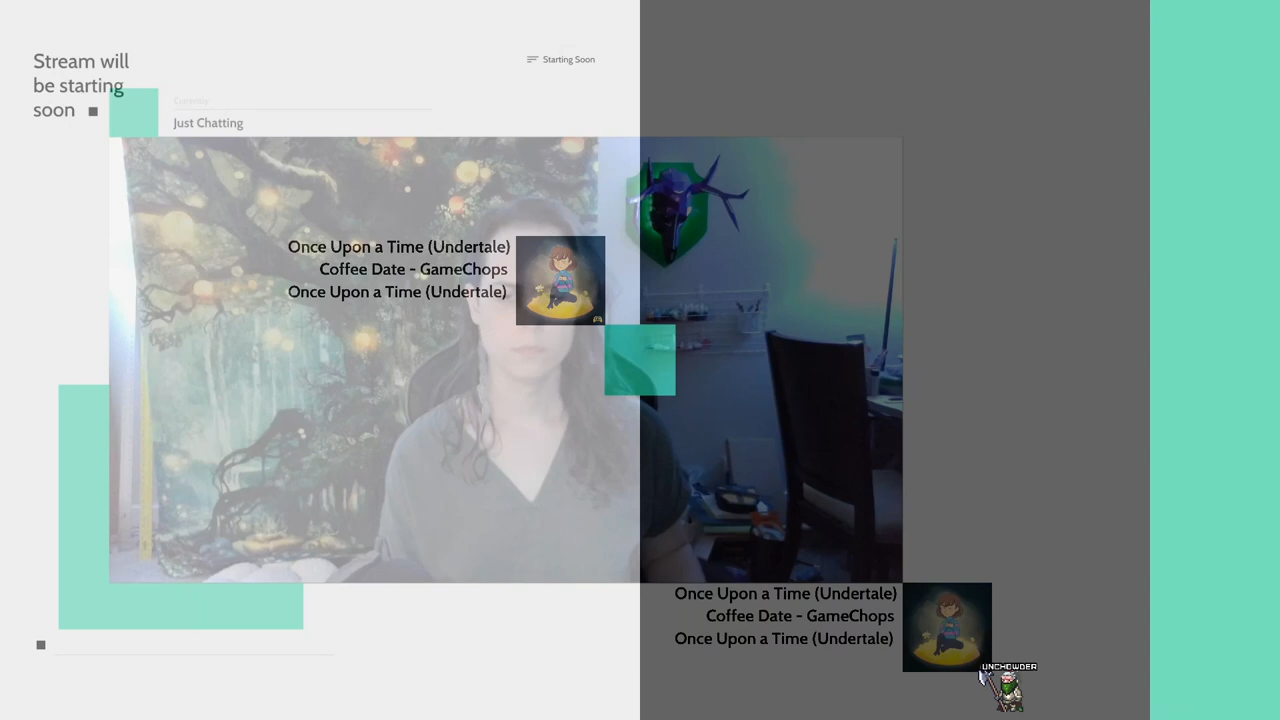 Stream will
be starting
soon
Starting Soon
Currently
Just Chatting
Once Upon a Time (Undertale)
Coffee Date - GameChops
Once Upon a Time (Undertale)
Once Upon a Time (Undertale)
Coffee Date - GameChops
Once Upon a Time (Undertale)
UNCHOWDER